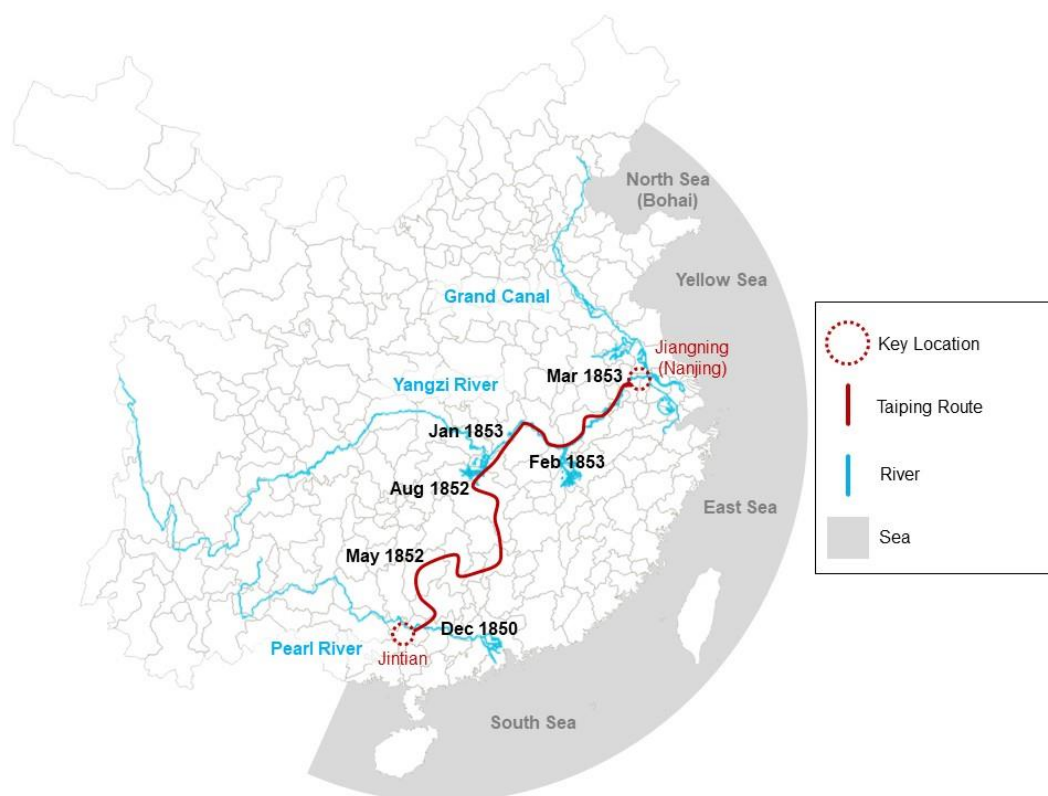 North Sea
(Bohai)
Yellow Sea
Grand Canal
Jiangning
(Nanjing)
Mar 1853
Yangzi River
Jan 1853
Feb 1853
Aug 1852
East Sea
May 1852
Dec 1850
Pearl River
Jintian
South Sea
Key Location
Taiping Route
River
Sea